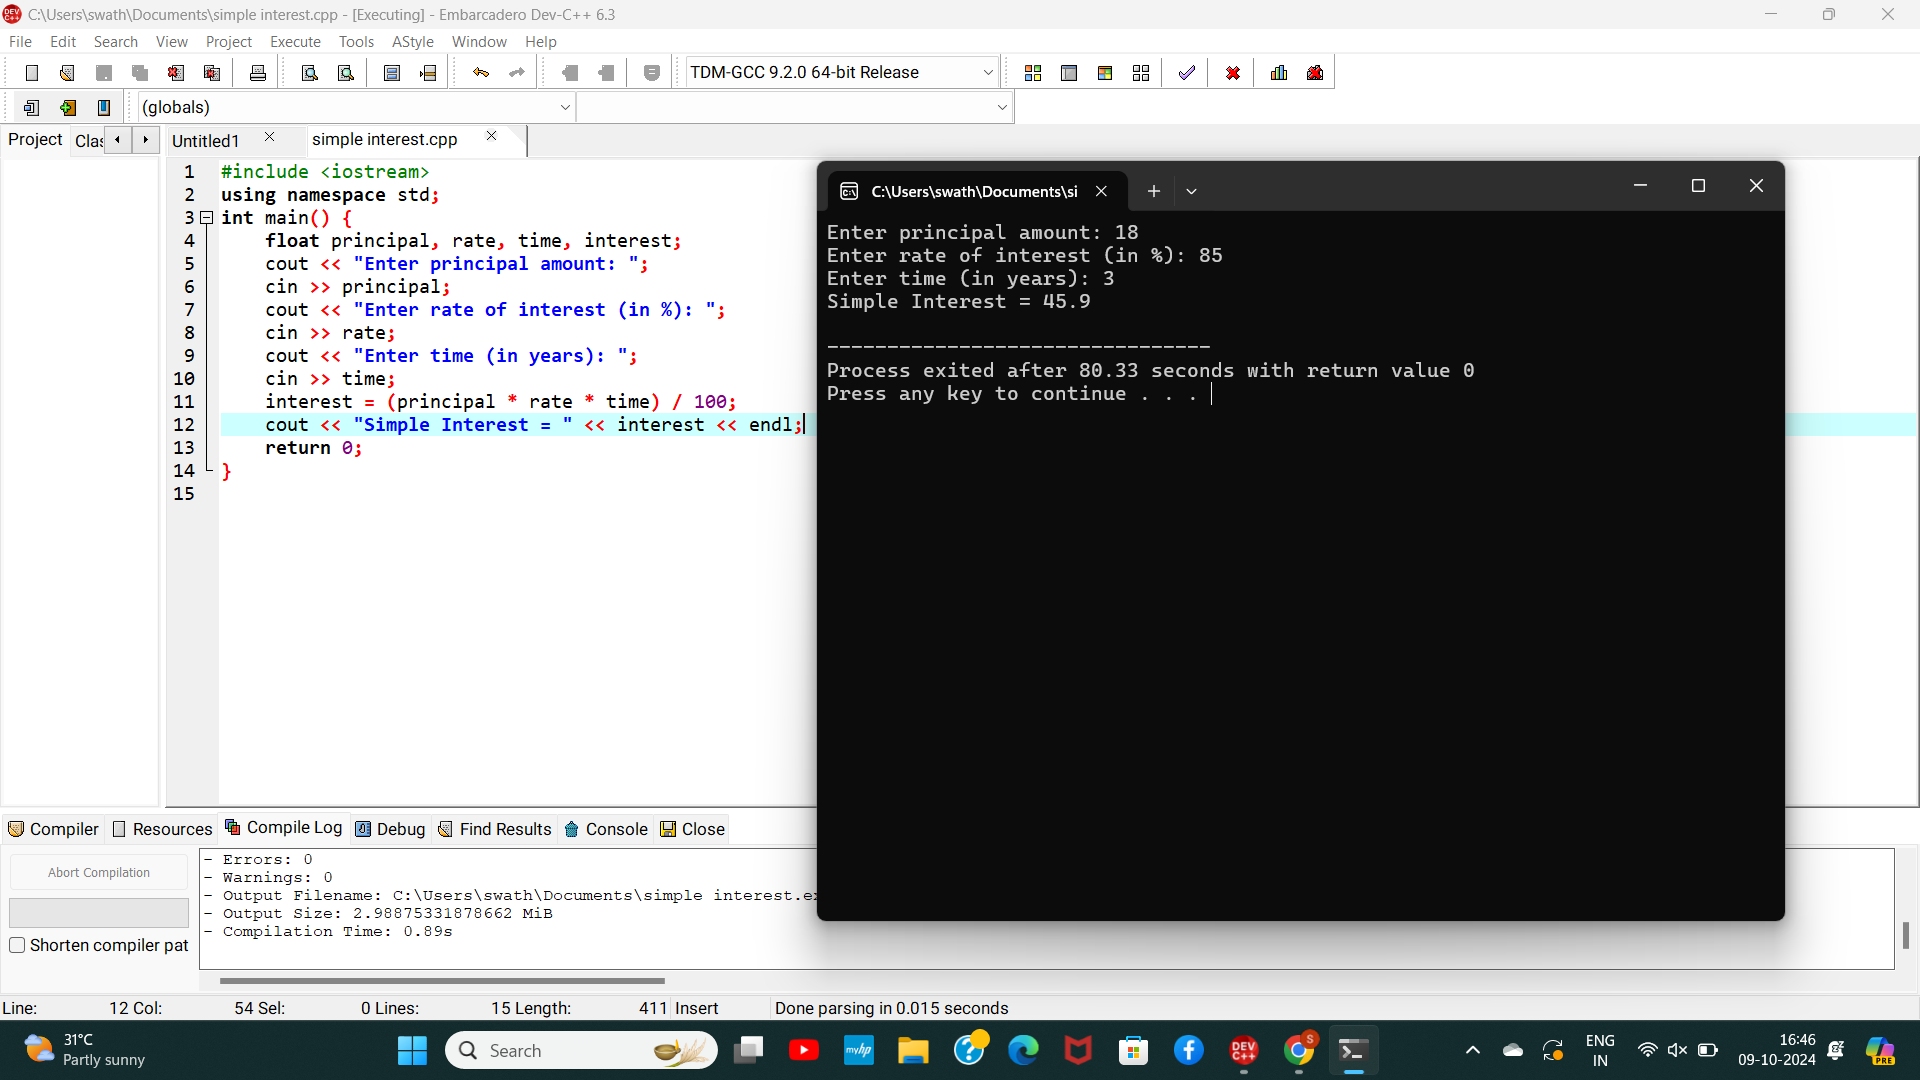 C:\Users\swath\Documents\simple interest.cpp - [Executing] - Embarcadero Dev-C++ 6.3
File Edit Search View Project Execute Tools AStyle Window Help
TDM-GCC 9.2.0 64-bit Release
(globals)
Project Clas Untitled1 simple interest.cpp
1 #include <iostream>
2 using namespace std;
3 int main() {
4 float principal, rate, time, interest;
5 cout << "Enter principal amount: ";
6 cin >> principal;
7 cout << "Enter rate of interest (in %): ";
8 cin >> rate;
9 cout << "Enter time (in years): ";
10 cin >> time;
11 interest = (principal * rate * time) / 100;
12 cout << "Simple Interest = " << interest << endl;
13 return 0;
14 }
15
C:\Users\swath\Documents\si
Enter principal amount: 18
Enter rate of interest (in %): 85
Enter time (in years): 3
Simple Interest = 45.9
--------------------------------
Process exited after 80.33 seconds with return value 0
Press any key to continue . . .
Compiler Resources Compile Log Debug Find Results Console Close
Abort Compilation
Shorten compiler pat
- Errors: 0
- Warnings: 0
- Output Filename: C:\Users\swath\Documents\simple interest.ex
- Output Size: 2.98875331878662 MiB
- Compilation Time: 0.89s
Line: 12 Col: 54 Sel: 0 Lines: 15 Length: 411 Insert Done parsing in 0.015 seconds
31°C
Partly sunny
Search
myhp
DEV C++
S
ENG
IN
16:46
09-10-2024
PRE